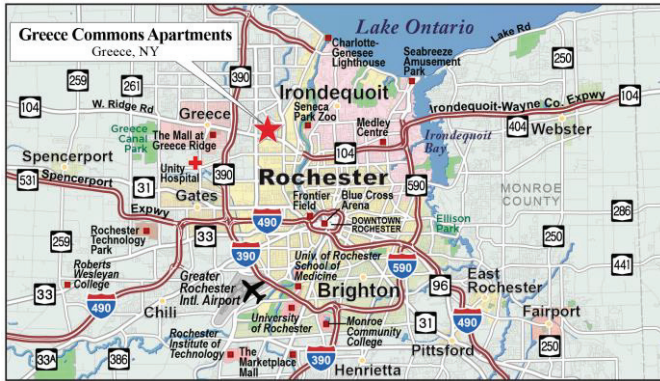 Greece Commons Apartments
Greece, NY
Lake Ontario
Lake Rd
Charlotte-
Genesee
Lighthouse
Seabreeze
Amusement
Park
390
250
259
261
104
W. Ridge Rd
Greece
Irondequoit
Seneca
Park Zoo
Medley
Centre
Irondequoit-Wayne Co. Expwy
104
404
Webster
Irondequoit
Bay
Greece
Canal
Park
The Mall at
Greece Ridge
Unity
Hospital
Spencerport
531
Spencerport
Expwy
31
Gates
390
104
Rochester
590
MONROE
COUNTY
Frontier
Field
Blue Cross
Arena
DOWNTOWN
ROCHESTER
490
Ellison
Park
286
Rochester
Technology
Park
259
33
390
250
Roberts
Wesleyan
College
Greater
Rochester
Intl. Airport
Univ. of Rochester
School of
Medicine
590
96
441
East
Rochester
33
490
Chili
Brighton
University
of Rochester
Monroe
Community
College
31
490
Fairport
250
Pittsford
Rochester
Institute of
Technology
33A
386
The
Marketplace
Mall
390
Henrietta